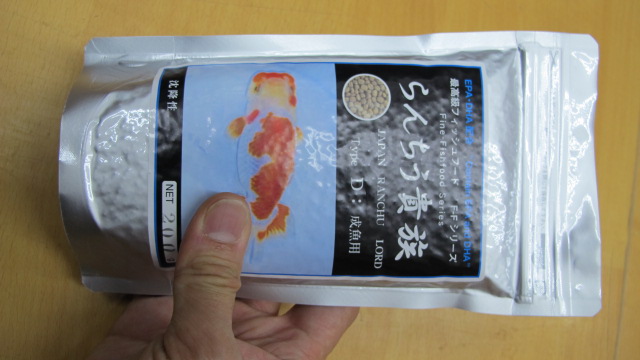 EPA・DHA
DHA
最高級フィッシュフード FFシリーズ
Fine Fishfood Series
らんちう貴族
JAPAN RANCHU LORD
Type D：成魚用
沈降性
NET